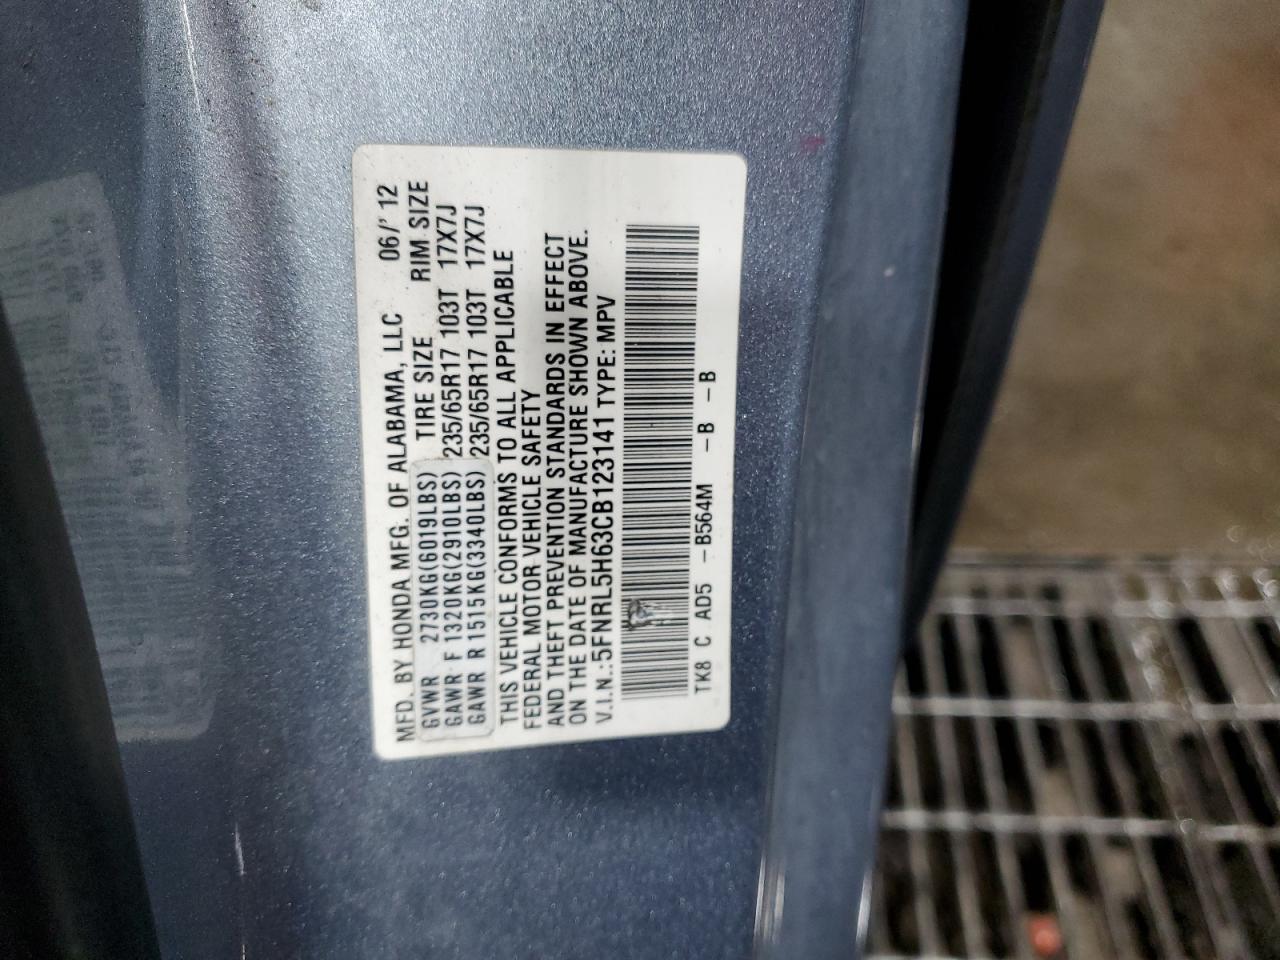 MFD. BY HONDA MFG. OF ALABAMA, LLC 06/'12
GVWR 2730KG(6019LBS) TIRE SIZE RIM SIZE
GAWR F 1320KG(2910LBS) 235/65R17 103T 17X7J
GAWR R 1515KG(3340LBS) 235/65R17 103T 17X7J
THIS VEHICLE CONFORMS TO ALL APPLICABLE
FEDERAL MOTOR VEHICLE SAFETY
AND THEFT PREVENTION STANDARDS IN EFFECT
ON THE DATE OF MANUFACTURE SHOWN ABOVE.
V.I.N.:5FNRL5H63CB123141 TYPE: MPV
TK8 C AD5 -B564M -B -B